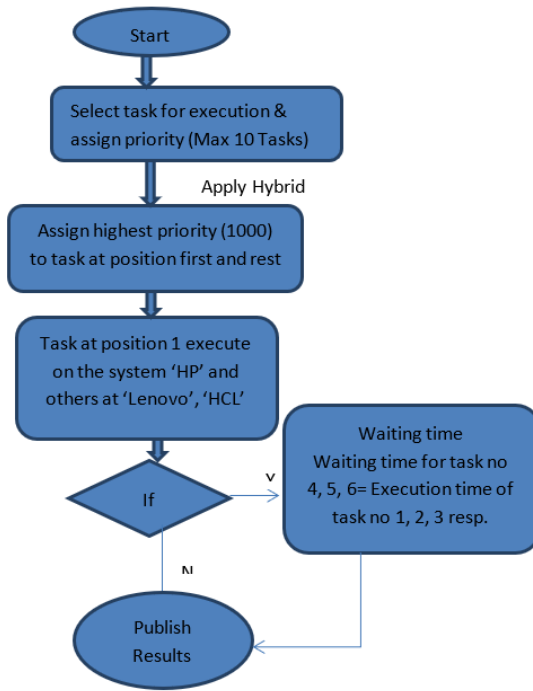 Start
Select task for execution &
assign priority (Max 10 Tasks)
Apply Hybrid
Assign highest priority (1000)
to task at position first and rest
Task at position 1 execute
on the system ‘HP’ and
others at ‘Lenovo’, ‘HCL’
If
Waiting time
Waiting time for task no
4, 5, 6= Execution time of
task no 1, 2, 3 resp.
Publish
Results